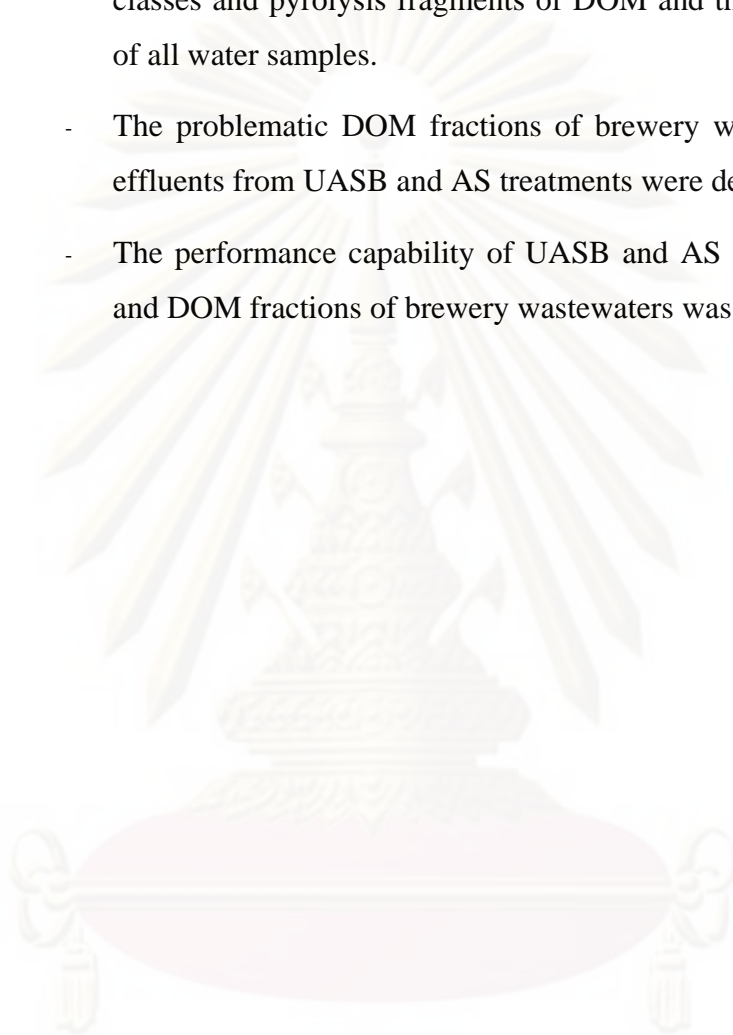 classes and pyrolysis fragments of DOM and
of all water samples.
- The problematic DOM fractions of brewery
effluents from UASB and AS treatments were
- The performance capability of UASB and AS
and DOM fractions of brewery wastewaters was